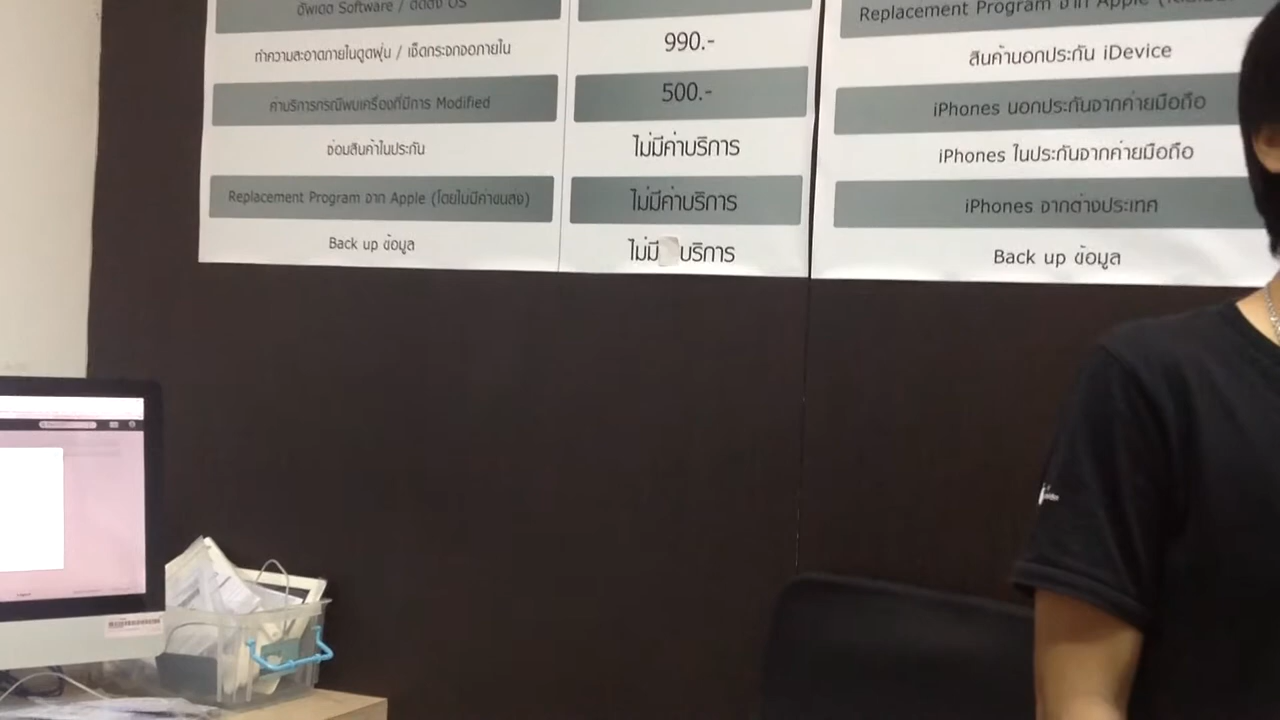 อัพเดต Software / ติดตั้ง OS
ทำความสะอาดภายในดูดฝุ่น / เช็ดกระจกจอภายใน
990.-
ค่าบริการกรณีพบเครื่องที่มีการ Modified
500.-
ซ่อมสินค้าในประกัน
ไม่มีค่าบริการ
Replacement Program จาก Apple (โดยไม่มีค่าขนส่ง)
ไม่มีค่าบริการ
Back up ข้อมูล
ไม่มี บริการ
Replacement Program จาก Apple
สินค้านอกประกัน iDevice
iPhones นอกประกันจากค่ายมือถือ
iPhones ในประกันจากค่ายมือถือ
iPhones จากต่างประเทศ
Back up ข้อมูล